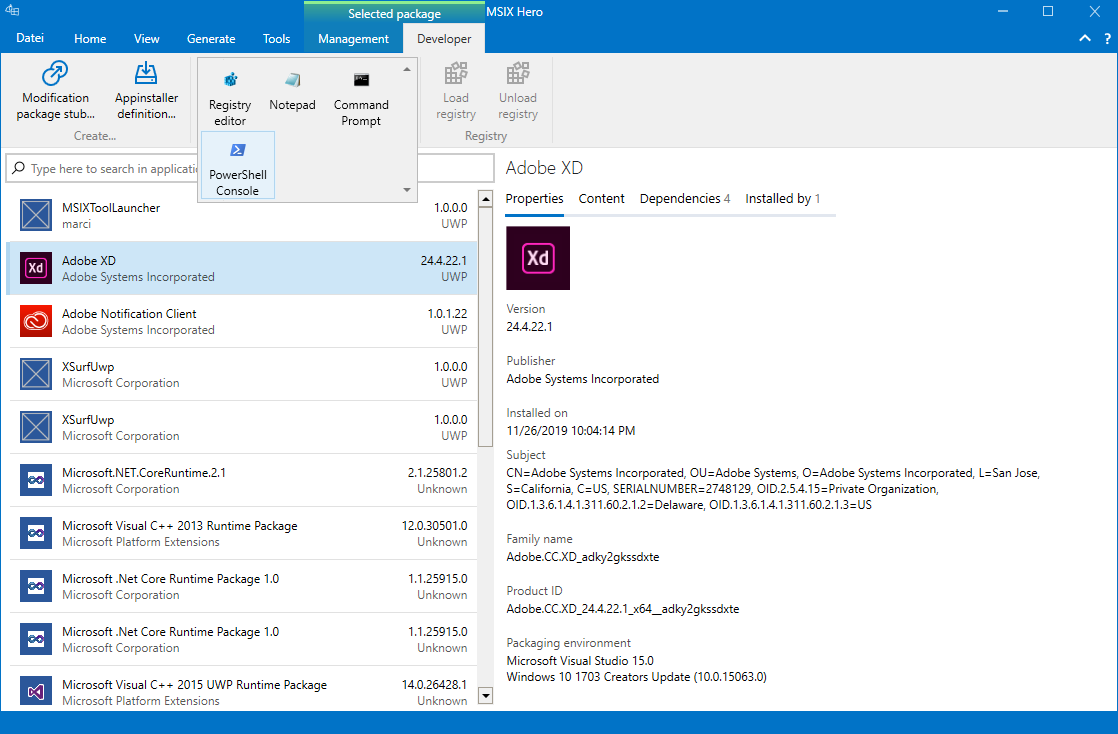 Selected package
MSIX Hero
Datei
Home
View
Generate
Tools
Management
Developer
?
Modification
package stub...
Appinstaller
definition...
Create...
Registry
editor
Notepad
Command
Prompt
PowerShell
Console
Load
registry
Unload
registry
Registry
Type here to search in applicati
MSIXToolLauncher
1.0.0.0
marci
UWP
Xd
Adobe XD
24.4.22.1
Adobe Systems Incorporated
UWP
Adobe Notification Client
1.0.1.22
Adobe Systems Incorporated
UWP
XSurfUwp
1.0.0.0
Microsoft Corporation
UWP
XSurfUwp
1.0.0.0
Microsoft Corporation
UWP
Microsoft.NET.CoreRuntime.2.1
2.1.25801.2
Microsoft Corporation
Unknown
Microsoft Visual C++ 2013 Runtime Package
12.0.30501.0
Microsoft Platform Extensions
Unknown
Microsoft .Net Core Runtime Package 1.0
1.1.25915.0
Microsoft Corporation
Unknown
Microsoft .Net Core Runtime Package 1.0
1.1.25915.0
Microsoft Corporation
Unknown
Microsoft Visual C++ 2015 UWP Runtime Package
14.0.26428.1
Microsoft Platform Extensions
Unknown
Adobe XD
Properties
Content
Dependencies 4
Installed by 1
Xd
Version
24.4.22.1
Publisher
Adobe Systems Incorporated
Installed on
11/26/2019 10:04:14 PM
Subject
CN=Adobe Systems Incorporated, OU=Adobe Systems, O=Adobe Systems Incorporated, L=San Jose,
S=California, C=US, SERIALNUMBER=2748129, OID.2.5.4.15=Private Organization,
OID.1.3.6.1.4.1.311.60.2.1.2=Delaware, OID.1.3.6.1.4.1.311.60.2.1.3=US
Family name
Adobe.CC.XD_adky2gkssdxte
Product ID
Adobe.CC.XD_24.4.22.1_x64__adky2gkssdxte
Packaging environment
Microsoft Visual Studio 15.0
Windows 10 1703 Creators Update (10.0.15063.0)